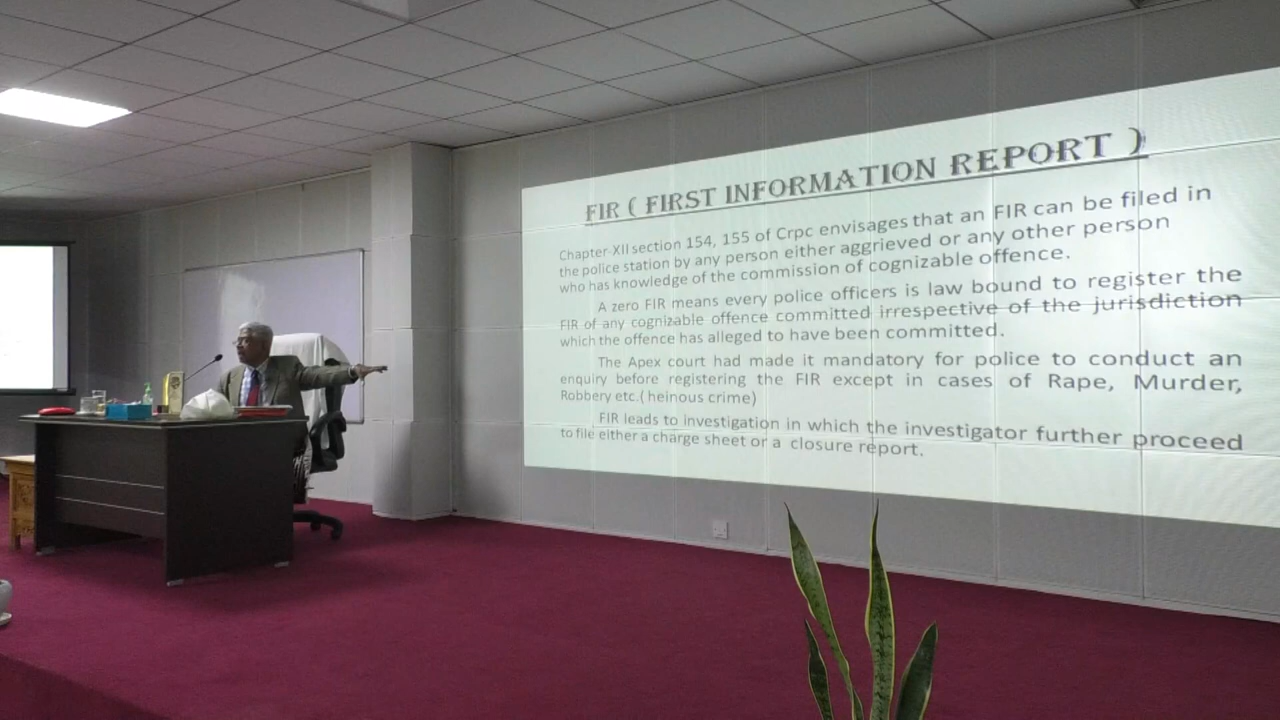 FIR ( FIRST INFORMATION REPORT )
Chapter-XII section 154, 155 of Crpc envisages that an FIR can be filed in
the police station by any person either aggrieved or any other person
who has knowledge of the commission of cognizable offence.
A zero FIR means every police officers is law bound to register the
FIR of any cognizable offence committed irrespective of the jurisdiction
which the offence has alleged to have been committed.
The Apex court had made it mandatory for police to conduct an
enquiry before registering the FIR except in cases of Rape, Murder,
Robbery etc.( heinous crime)
FIR leads to investigation in which the investigator further proceed
to file either a charge sheet or a closure report.